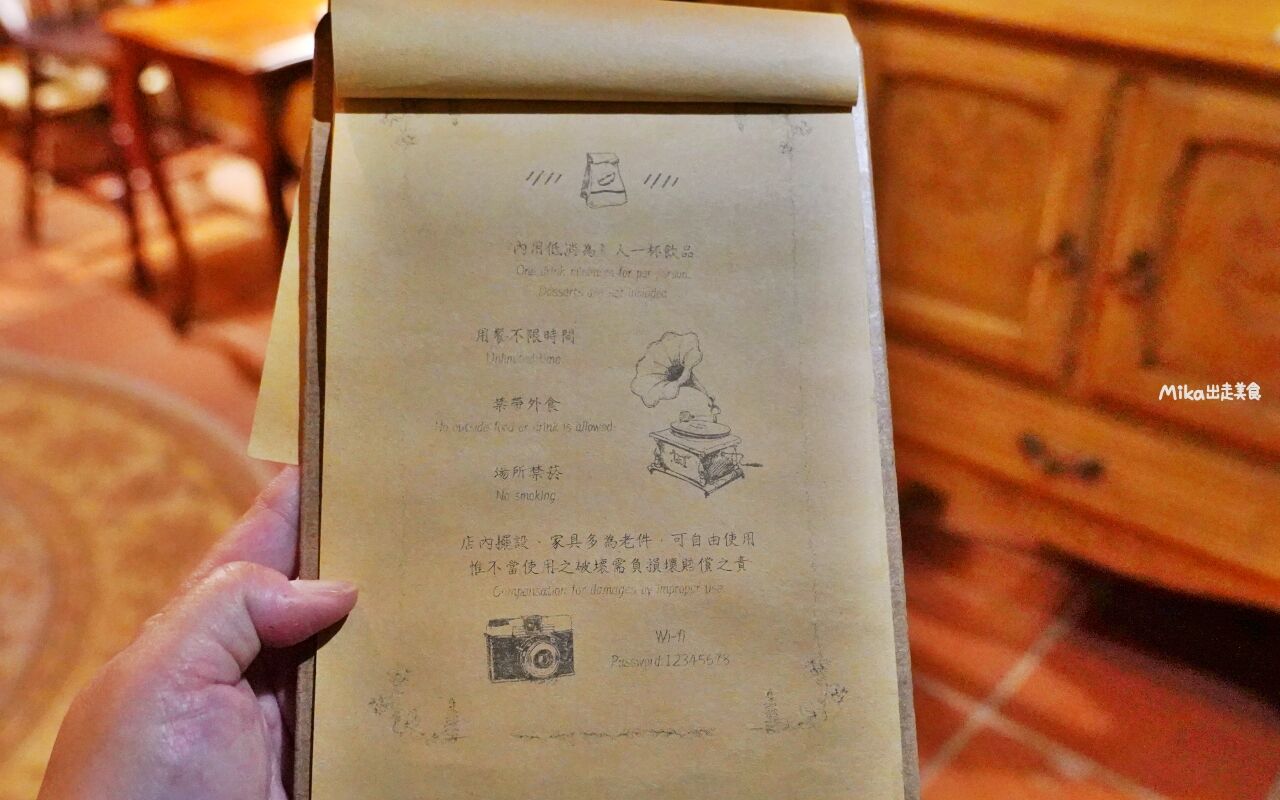 內用低消為1人一杯飲品
One drink minimum for per person.
Desserts are not included.
用餐不限時間
Unlimited time
禁帶外食
No outside food or drink is allowed
場所禁菸
No smoking
店內擺設、家具多為老件，可自由使用
惟不當使用之破壞需負損壞賠償之責
Compensation for damages by improper use
Wi-fi
Password:12345678
Mika出走美食